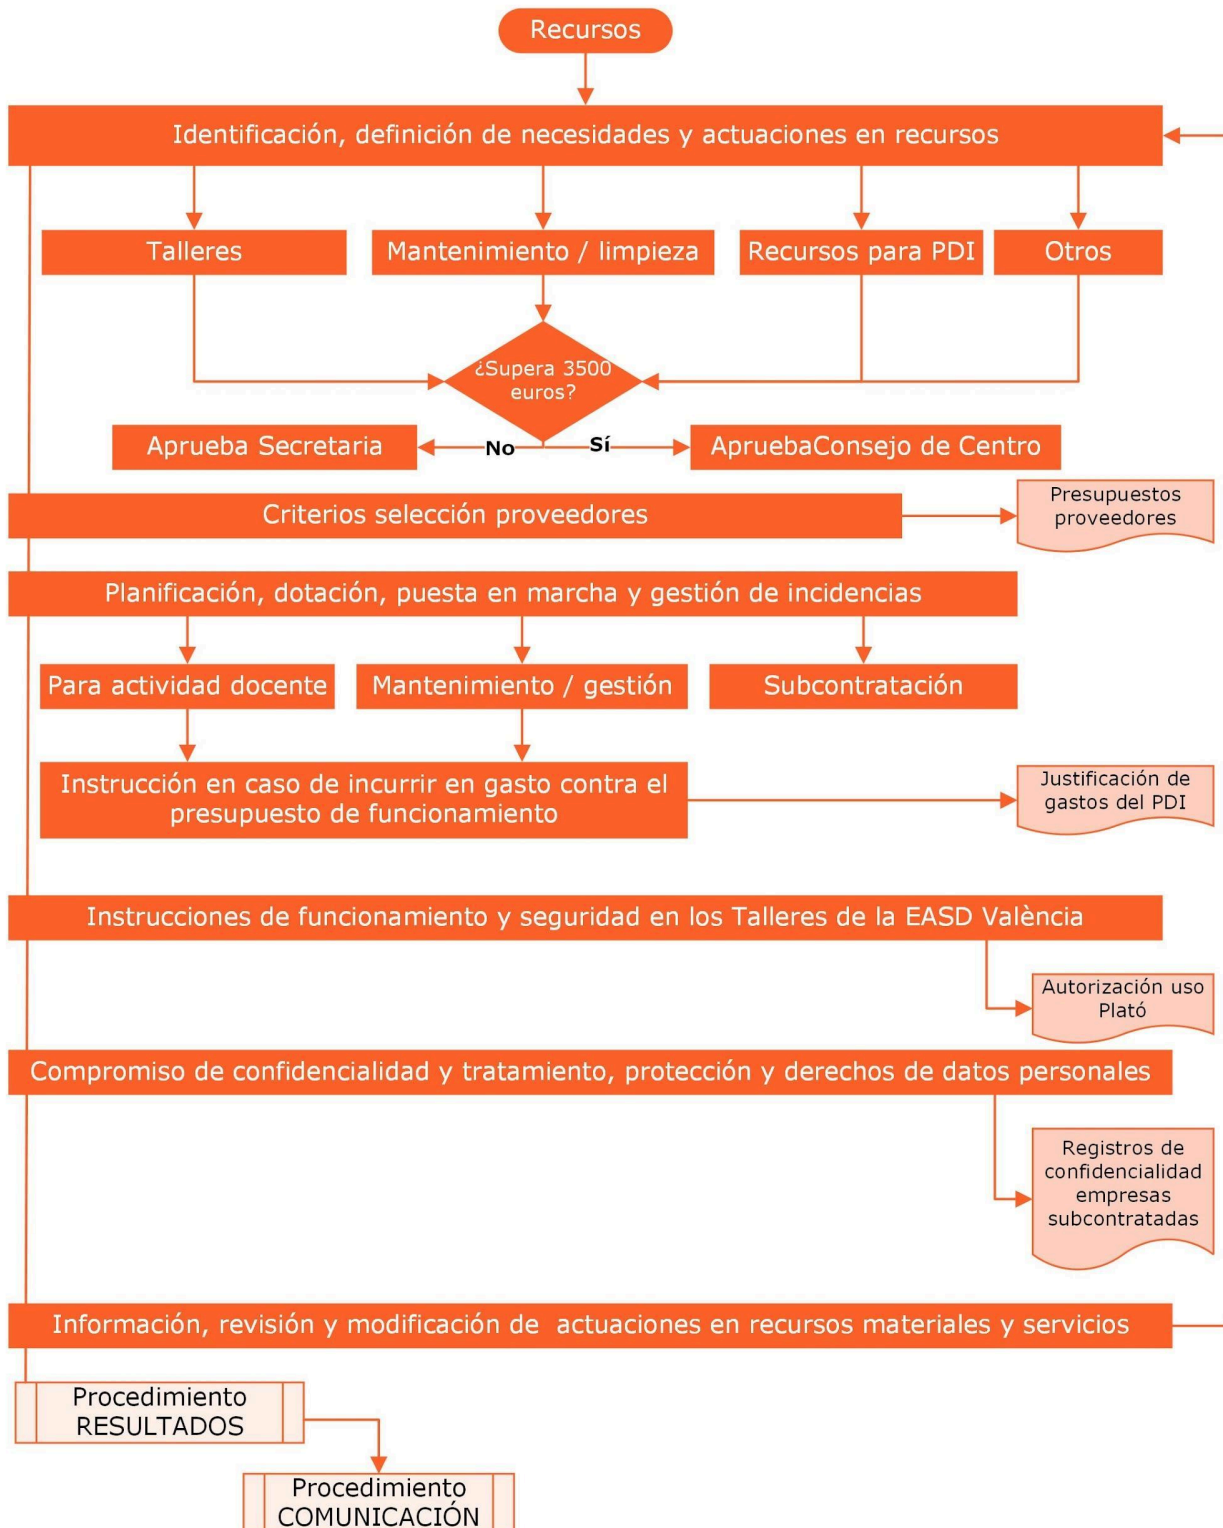 Recursos
Identificación, definición de necesidades y actuaciones en recursos
Talleres
Mantenimiento / limpieza
Recursos para PDI
Otros
¿Supera 3500
euros?
Aprueba Secretaria
No
Sí
ApruebaConsejo de Centro
Criterios selección proveedores
Presupuestos
proveedores
Planificación, dotación, puesta en marcha y gestión de incidencias
Para actividad docente
Mantenimiento / gestión
Subcontratación
Instrucción en caso de incurrir en gasto contra el
presupuesto de funcionamiento
Justificación de
gastos del PDI
Instrucciones de funcionamiento y seguridad en los Talleres de la EASD València
Autorización uso
Plató
Compromiso de confidencialidad y tratamiento, protección y derechos de datos personales
Registros de
confidencialidad
empresas
subcontratadas
Información, revisión y modificación de  actuaciones en recursos materiales y servicios
Procedimiento
RESULTADOS
Procedimiento
COMUNICACIÓN